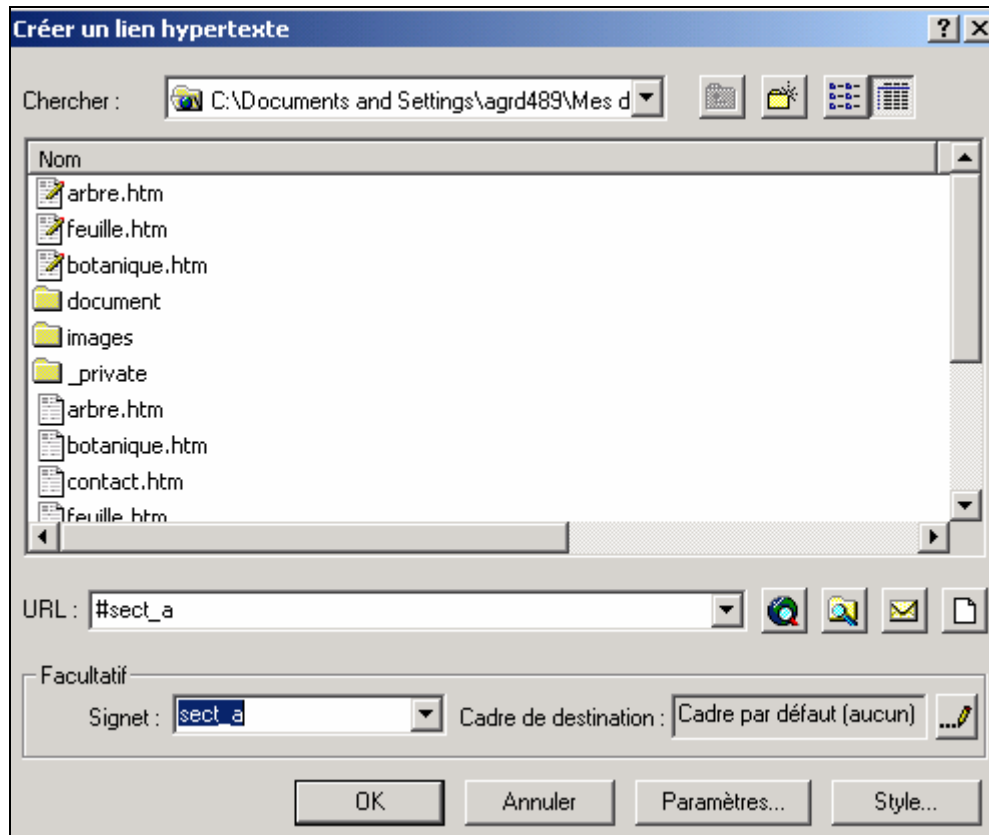 Créer un lien hypertexte
Chercher : C:\Documents and Settings\agrd489\Mes d
Nom
arbre.htm
feuille.htm
botanique.htm
document
images
_private
arbre.htm
botanique.htm
contact.htm
feuille.htm
URL : #sect_a
Facultatif
Signet : sect_a Cadre de destination : Cadre par défaut (aucun)
OK Annuler Paramètres... Style...